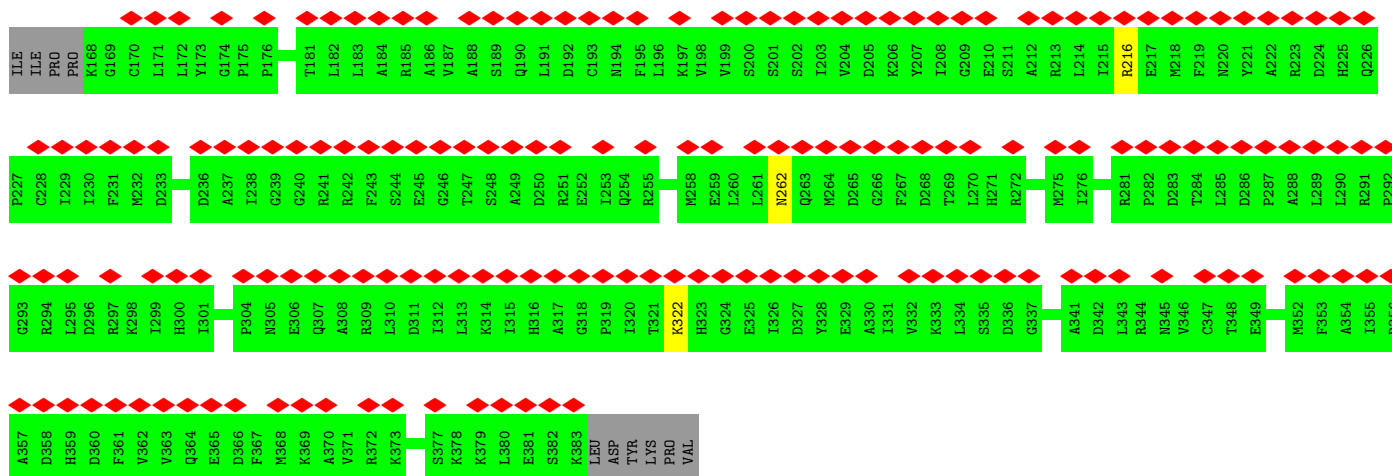 ILE ILE PRO PRO K168 G169 C170 L171 L172 Y173 G174 P175 P176 T181 L182 L183 A184 R185 A186 V187 A188 S189 Q190 L191 D192 C193 N194 F195 L196 K197 V198 V199 S200 S201 S202 I203 V204 D205 K206 Y207 I208 G209 E210 S211 A212 R213 L214 I215 R216 E217 M218 F219 N220 Y221 A222 R223 D224 H225 Q226
P227 C228 I229 I230 F231 M232 D233 D236 A237 I238 G239 G240 R241 R242 F243 S244 E245 G246 T247 S248 A249 D250 R251 E252 I253 Q254 R255 M258 E259 L260 L261 N262 Q263 M264 D265 G266 F267 D268 T269 L270 H271 R272 M275 I276 R281 P282 D283 T284 L285 D286 P287 A288 L289 L290 R291 P292
G293 R294 L295 D296 R297 K298 I299 H300 I301 P304 N305 E306 Q307 A308 R309 L310 D311 I312 L313 K314 I315 H316 A317 G318 P319 I320 T321 K322 H323 G324 E325 I326 D327 Y328 E329 A330 I331 V332 K333 L334 S335 D336 G337 A341 D342 L343 R344 N345 V346 C347 T348 E349 M352 F353 A354 I355
A357 D358 H359 D360 F361 V362 V363 Q364 E365 D366 F367 M368 K369 A370 V371 R372 K373 S377 K378 K379 L380 E381 S382 K383 LEU ASP TYR LYS PRO VAL